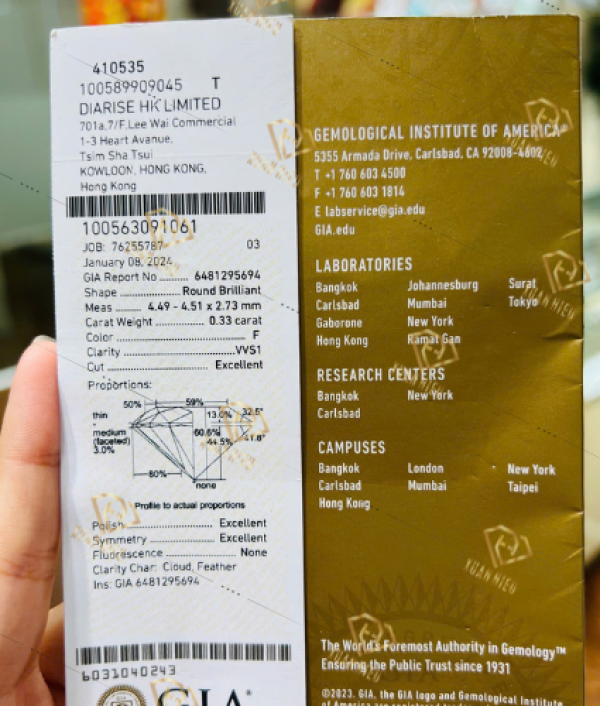 410535
100589909045 T
DIARISE HK LIMITED
701a,7/F.Lee Wai Commercial
1-3 Heart Avenue,
Tsim Sha Tsui
KOWLOON, HONG KONG,
Hong Kong
100563091061
JOB: 76255787 03
January 08, 2024
GIA Report No 6481295694
Shape Round Brilliant
Meas 4.49 - 4.51 x 2.73 mm
Carat Weight 0.33 carat
Color F
Clarity VVS1
Cut Excellent
Proportions:
50% 59%
thin 13.0% 32.5°
medium 60.6% 41.8°
(faceted) 44.5%
3.0%
80%
none
Profile to actual proportions
Polish Excellent
Symmetry Excellent
Fluorescence None
Clarity Char: Cloud, Feather
Ins: GIA 6481295694
6031040243
GIA®
GEMOLOGICAL INSTITUTE OF AMERICA
5355 Armada Drive, Carlsbad, CA 92008-4602
T +1 760 603 4500
F +1 760 603 1814
E labservice@gia.edu
GIA.edu
LABORATORIES
Bangkok Johannesburg Surat
Carlsbad Mumbai Tokyo
Gaborone New York
Hong Kong Ramat Gan
RESEARCH CENTERS
Bangkok New York
Carlsbad
CAMPUSES
Bangkok London New York
Carlsbad Mumbai Taipei
Hong Kong
The World's Foremost Authority in Gemology™
Ensuring the Public Trust since 1931
©2023. GIA, the GIA logo and Gemological Institute
of America are registered
XUAN HIEU